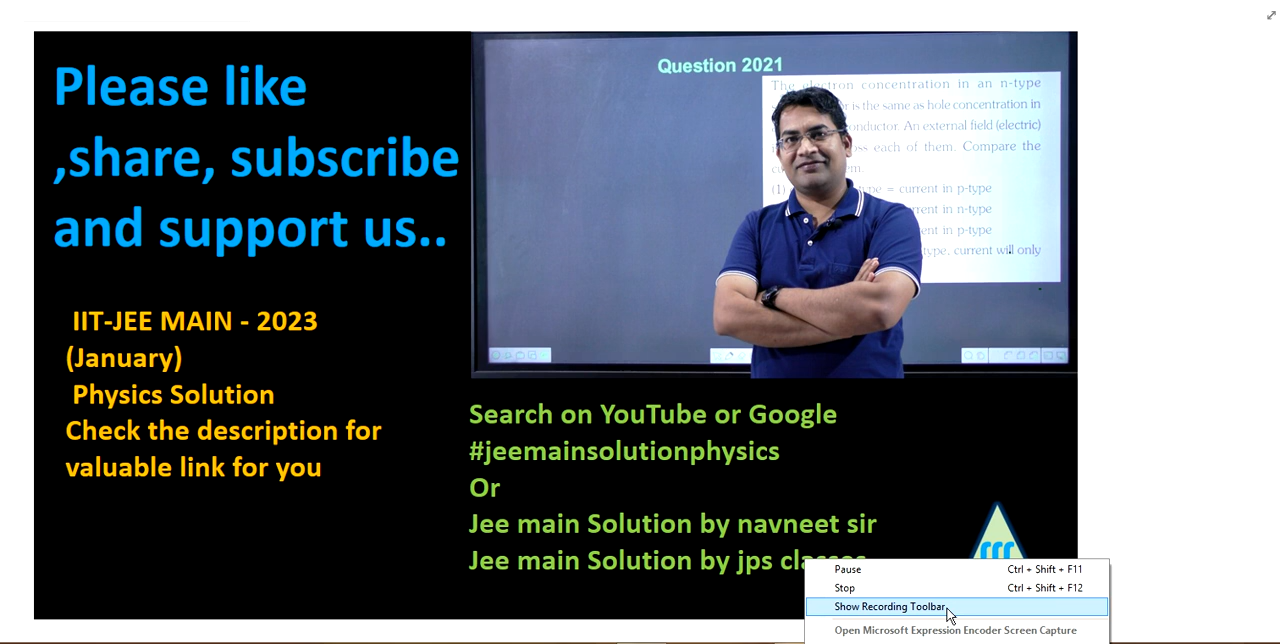 Please like
,share, subscribe
and support us..
IIT-JEE MAIN - 2023
(January)
Physics Solution
Check the description for
valuable link for you
Question 2021
The electron concentration in an n-type
is the same as hole concentration in
An external field (electric)
each of them. Compare the
(1) type = current in p-type
in n-type
in p-type
type, current will only
Search on YouTube or Google
#jeemainsolutionphysics
Or
Jee main Solution by navneet sir
Jee main Solution by jps classes
Pause Ctrl + Shift + F11
Stop Ctrl + Shift + F12
Show Recording Toolbar
Open Microsoft Expression Encoder Screen Capture